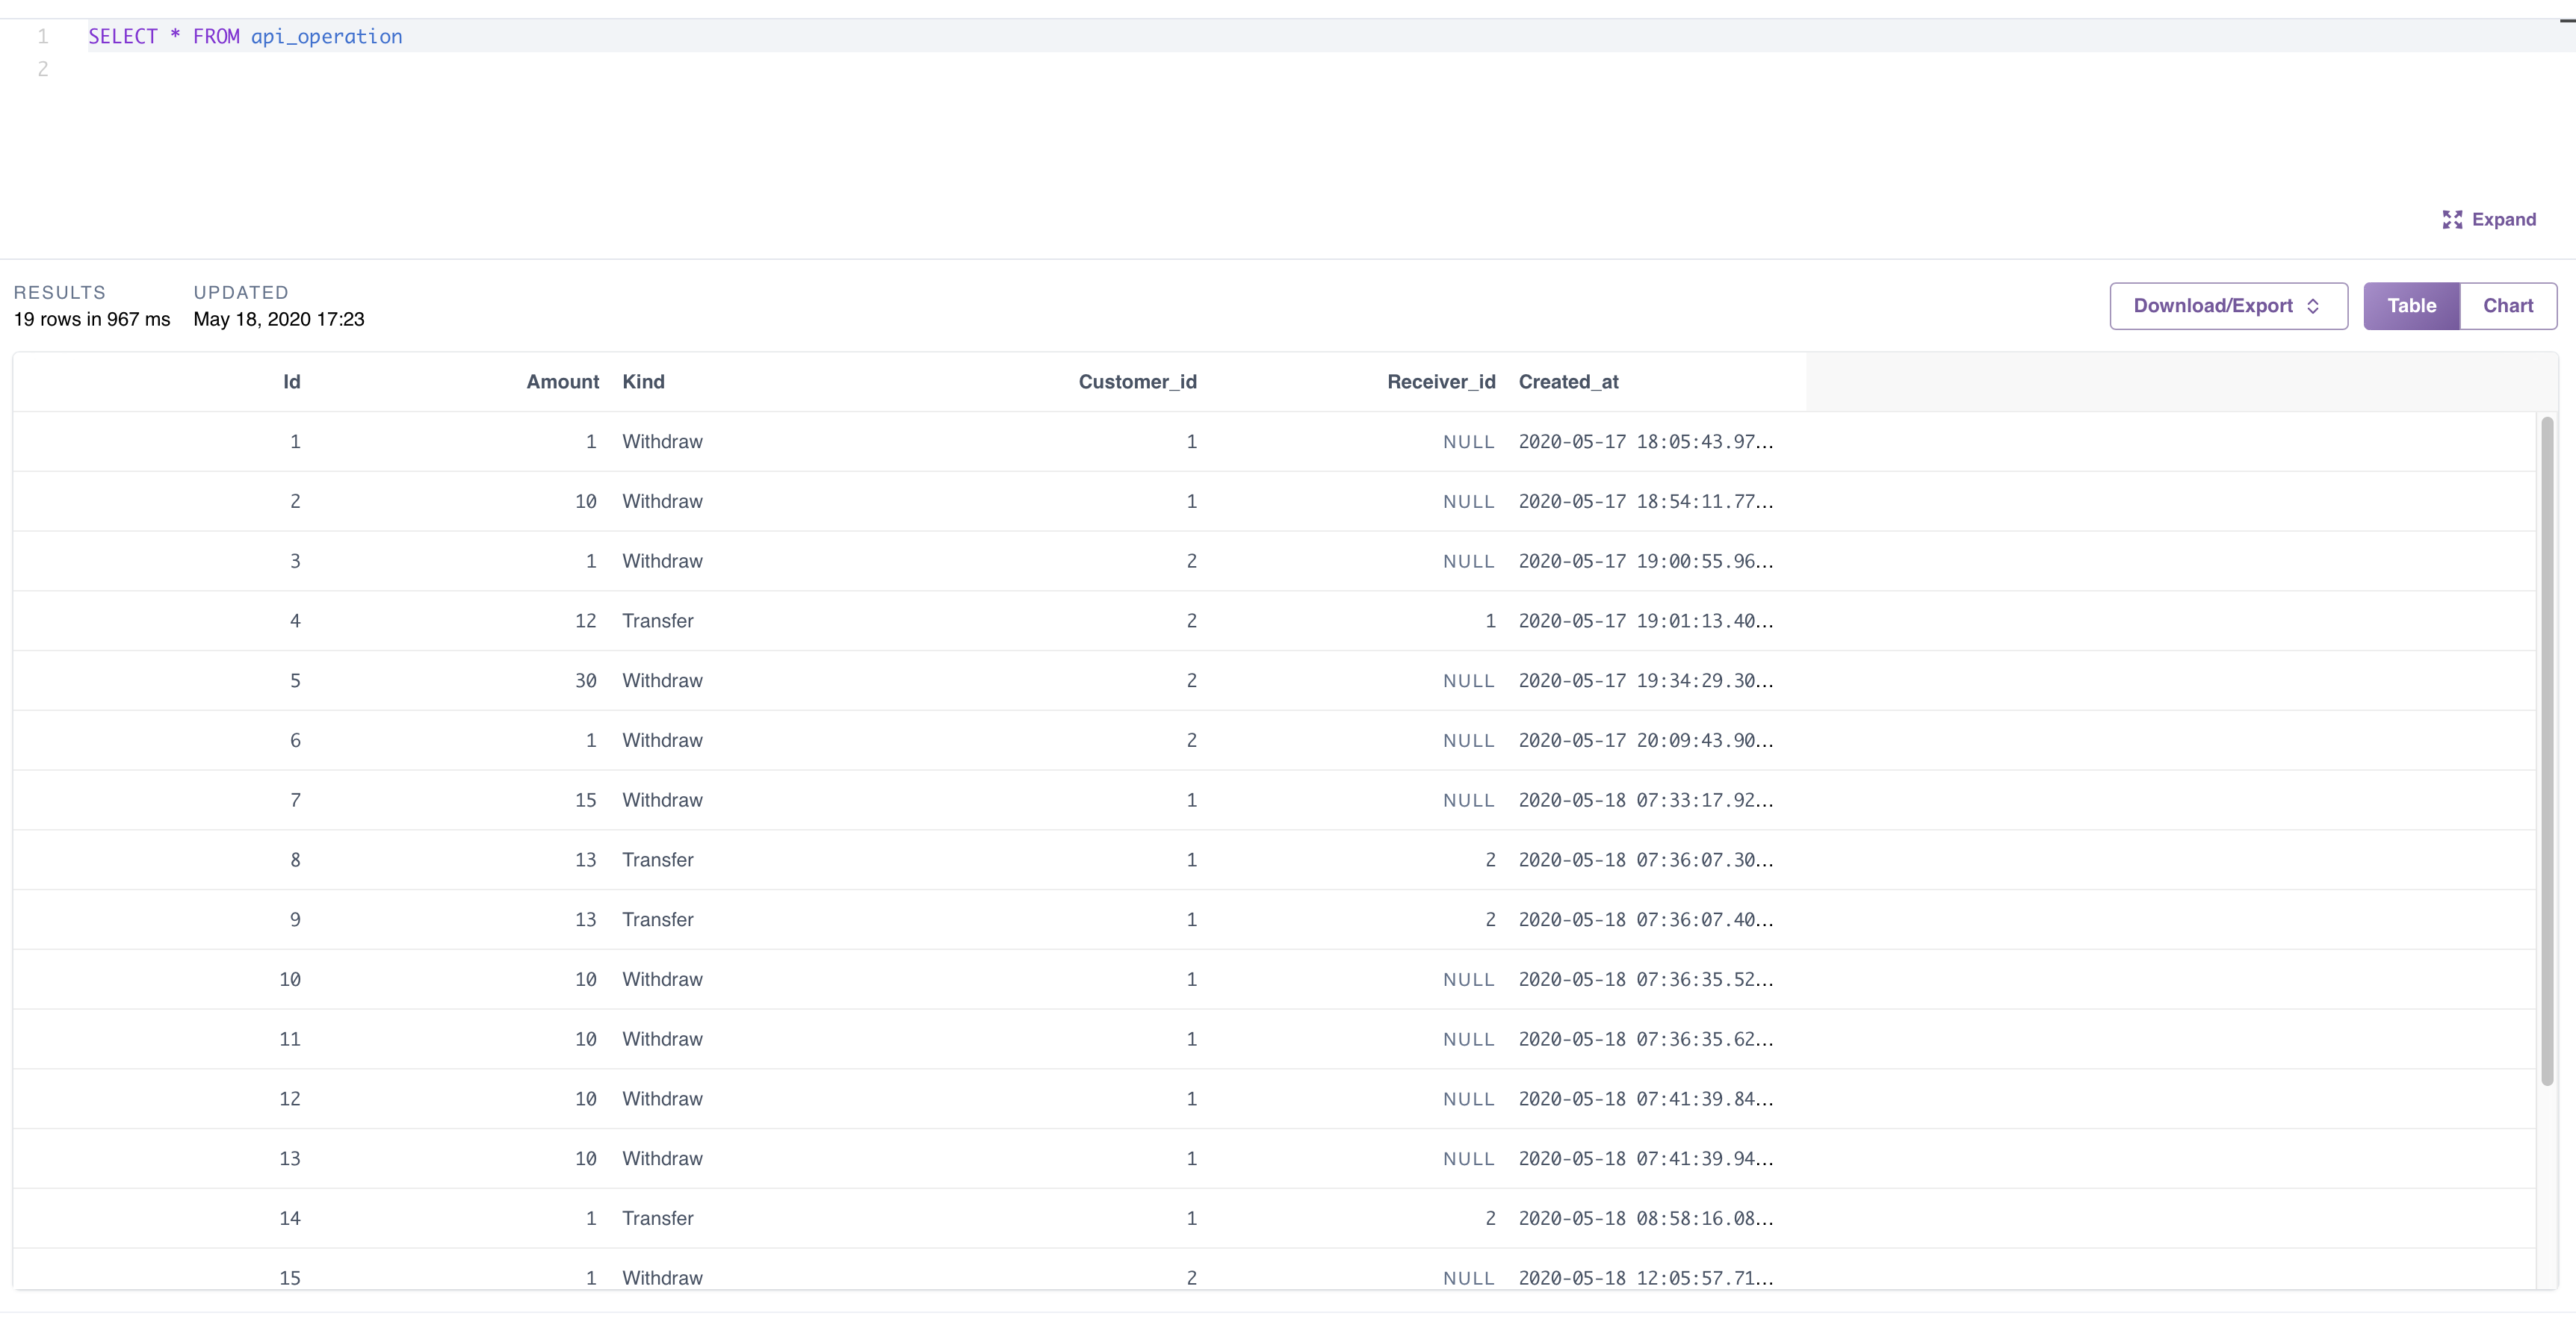 1 SELECT * FROM api_operation
2
Expand
RESULTS UPDATED
19 rows in 967 ms May 18, 2020 17:23
Download/Export Table Chart
Id Amount Kind Customer_id Receiver_id Created_at
1 1 Withdraw 1 NULL 2020-05-17 18:05:43.97...
2 10 Withdraw 1 NULL 2020-05-17 18:54:11.77...
3 1 Withdraw 2 NULL 2020-05-17 19:00:55.96...
4 12 Transfer 2 1 2020-05-17 19:01:13.40...
5 30 Withdraw 2 NULL 2020-05-17 19:34:29.30...
6 1 Withdraw 2 NULL 2020-05-17 20:09:43.90...
7 15 Withdraw 1 NULL 2020-05-18 07:33:17.92...
8 13 Transfer 1 2 2020-05-18 07:36:07.30...
9 13 Transfer 1 2 2020-05-18 07:36:07.40...
10 10 Withdraw 1 NULL 2020-05-18 07:36:35.52...
11 10 Withdraw 1 NULL 2020-05-18 07:36:35.62...
12 10 Withdraw 1 NULL 2020-05-18 07:41:39.84...
13 10 Withdraw 1 NULL 2020-05-18 07:41:39.94...
14 1 Transfer 1 2 2020-05-18 08:58:16.08...
15 1 Withdraw 2 NULL 2020-05-18 12:05:57.71...